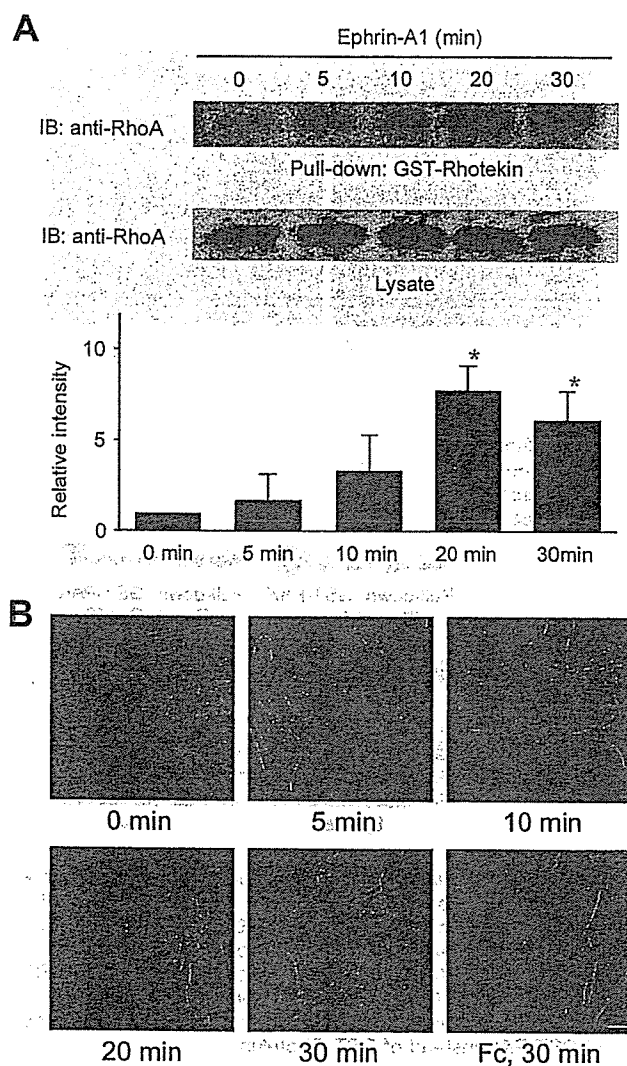 A
Ephrin-A1 (min)
0 5 10 20 30
IB: anti-RhoA
Pull-down: GST-Rhotekin
IB: anti-RhoA
Lysate
10
5
0
Relative intensity
* *
0 min 5 min 10 min 20 min 30min
B
0 min 5 min 10 min
20 min 30 min Fc, 30 min